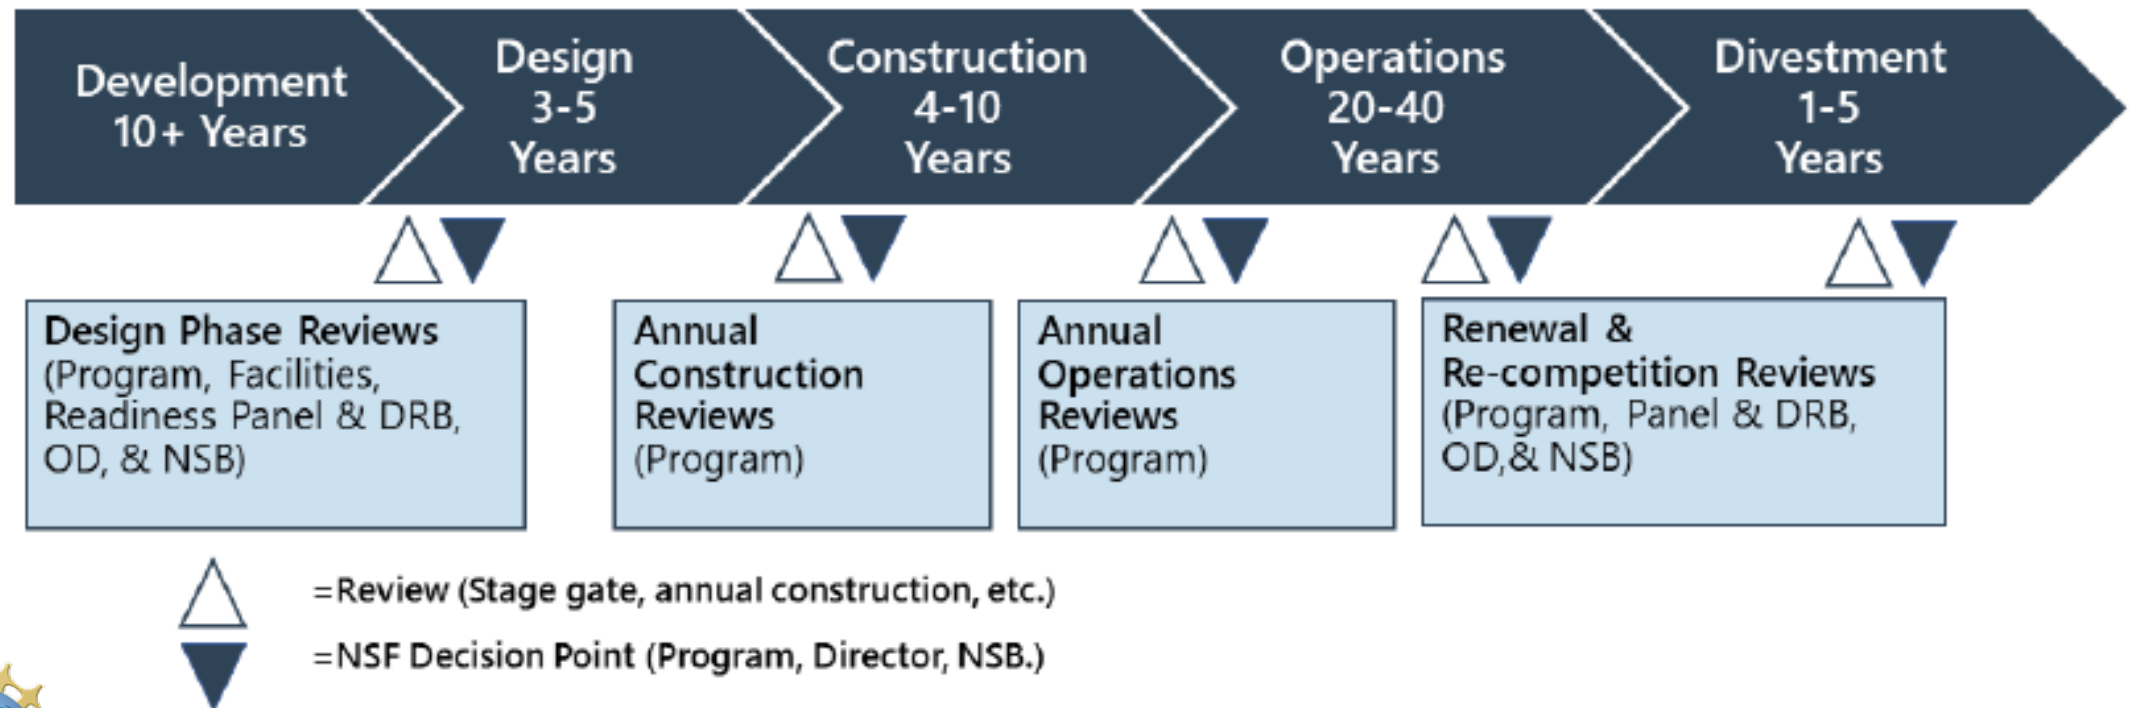 Development
10+ Years
Design
3-5
Years
Construction
4-10
Years
Operations
20-40
Years
Divestment
1-5
Years
Design Phase Reviews
(Program, Facilities,
Readiness Panel & DRB,
OD, & NSB)
Annual
Construction
Reviews
(Program)
Annual
Operations
Reviews
(Program)
Renewal &
Re-competition Reviews
(Program, Panel & DRB,
OD,& NSB)
=Review (Stage gate, annual construction, etc.)
=NSF Decision Point (Program, Director, NSB.)